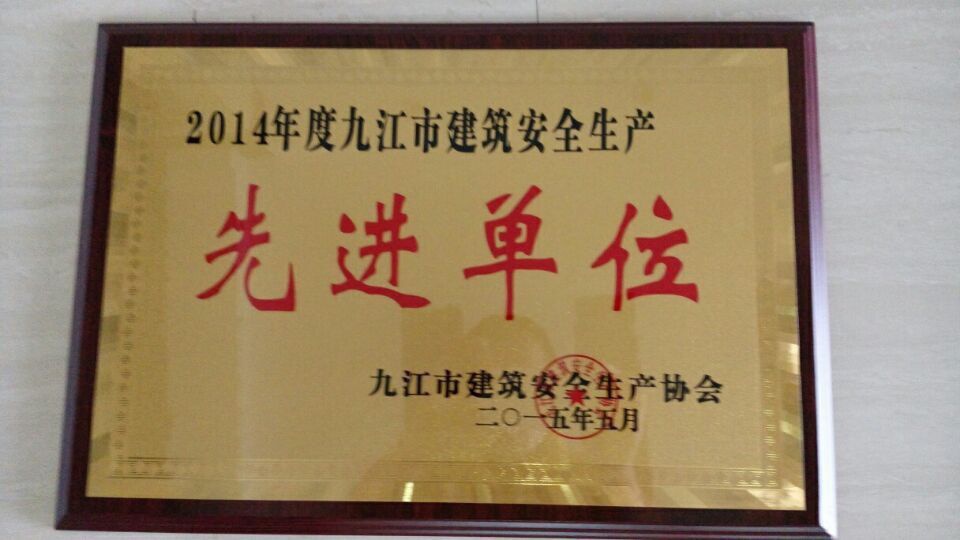 2014年度九江市建筑安全生产
先进单位
九江市建筑安全生产协会
二〇一五年五月